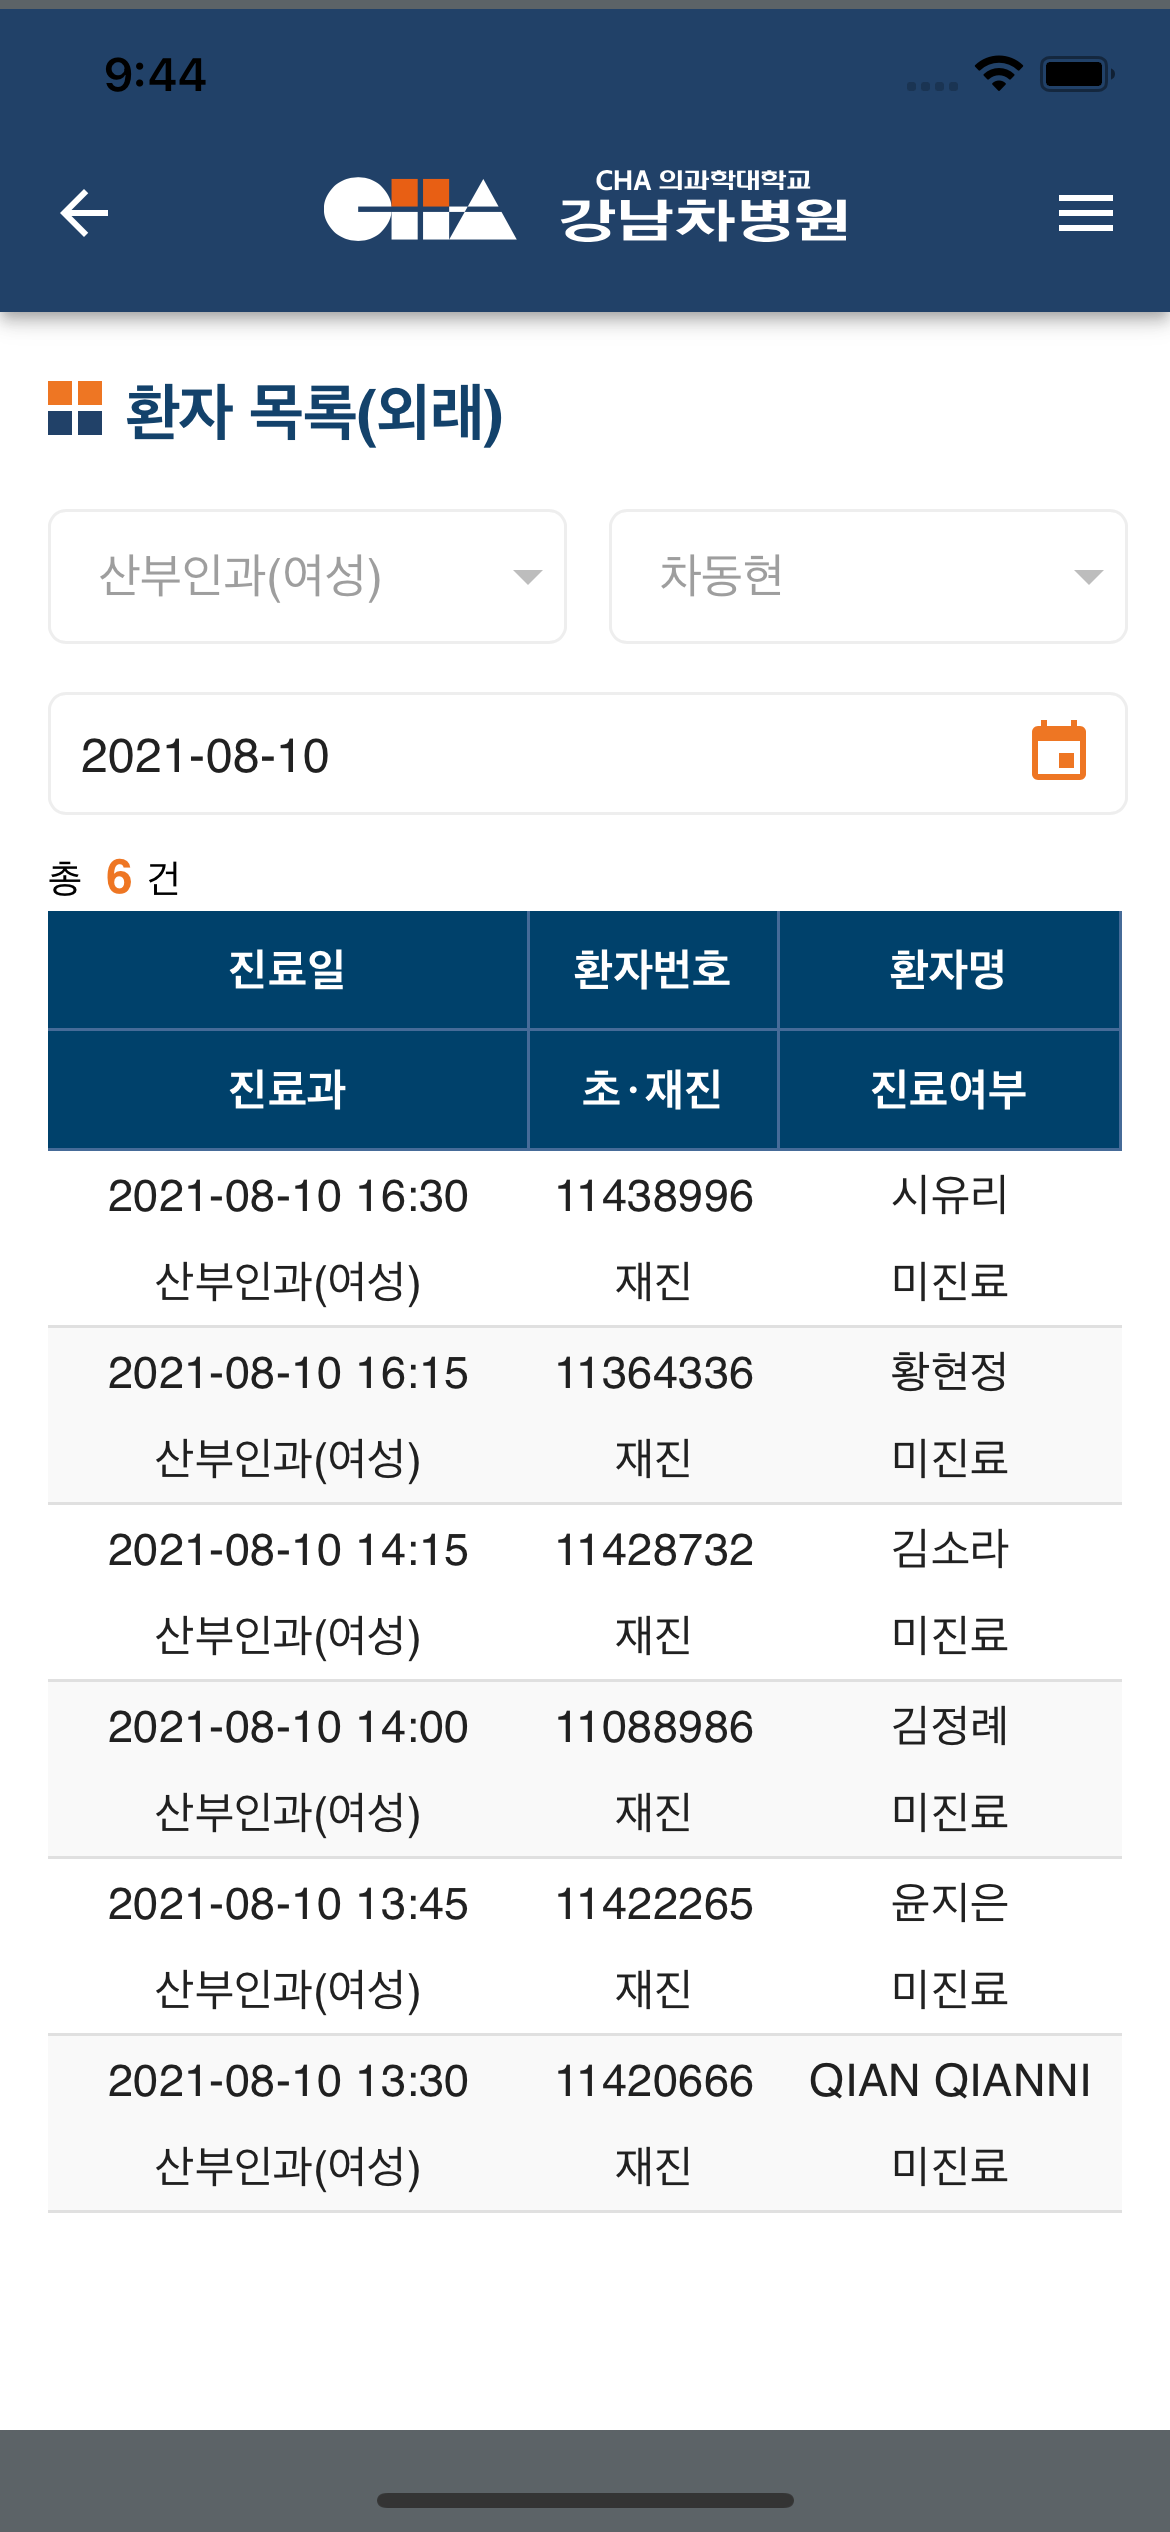 9:44
CHA
CHA 의과학대학교
강남차병원
환자 목록(외래)
산부인과(여성) 차동현
2021-08-10
총 6 건
진료일 환자번호 환자명
진료과 초·재진 진료여부
2021-08-10 16:30 11438996 시유리
산부인과(여성) 재진 미진료
2021-08-10 16:15 11364336 황현정
산부인과(여성) 재진 미진료
2021-08-10 14:15 11428732 김소라
산부인과(여성) 재진 미진료
2021-08-10 14:00 11088986 김정례
산부인과(여성) 재진 미진료
2021-08-10 13:45 11422265 윤지은
산부인과(여성) 재진 미진료
2021-08-10 13:30 11420666 QIAN QIANNI
산부인과(여성) 재진 미진료